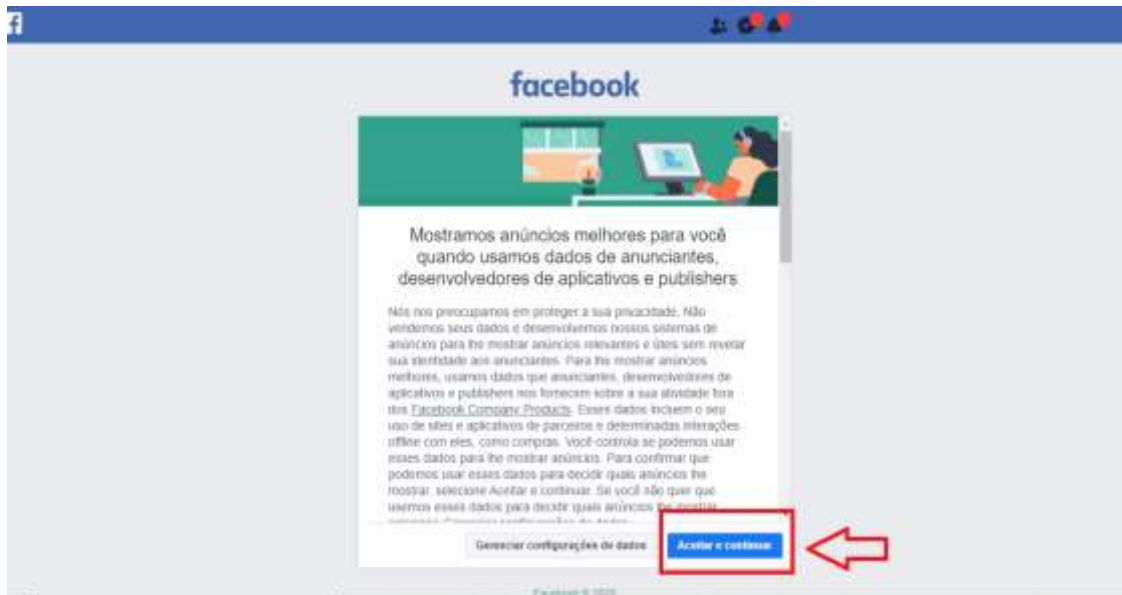 f
facebook
Mostramos anúncios melhores para você
quando usamos dados de anunciantes,
desenvolvedores de aplicativos e publishers
Nós nos preocupamos em proteger a sua privacidade. Não
vendemos seus dados e desenvolvemos nossos sistemas de
anúncios para lhe mostrar anúncios relevantes e úteis sem revelar
sua identidade aos anunciantes. Para lhe mostrar anúncios
melhores, usamos dados que anunciantes, desenvolvedores de
aplicativos e publishers nos fornecem sobre a sua atividade fora
dos Facebook Company Products. Esses dados incluem o seu
uso de sites e aplicativos de parceiros e determinadas interações
offline com eles, como compras. Você controla se podemos usar
esses dados para lhe mostrar anúncios. Para confirmar que
podemos usar esses dados para decidir quais anúncios lhe
mostrar, selecione Aceitar e continuar. Se você não quer que
usemos esses dados para decidir quais anúncios lhe mostrar,
Gerenciar configurações de dados
Aceitar e continuar
Facebook © 2020